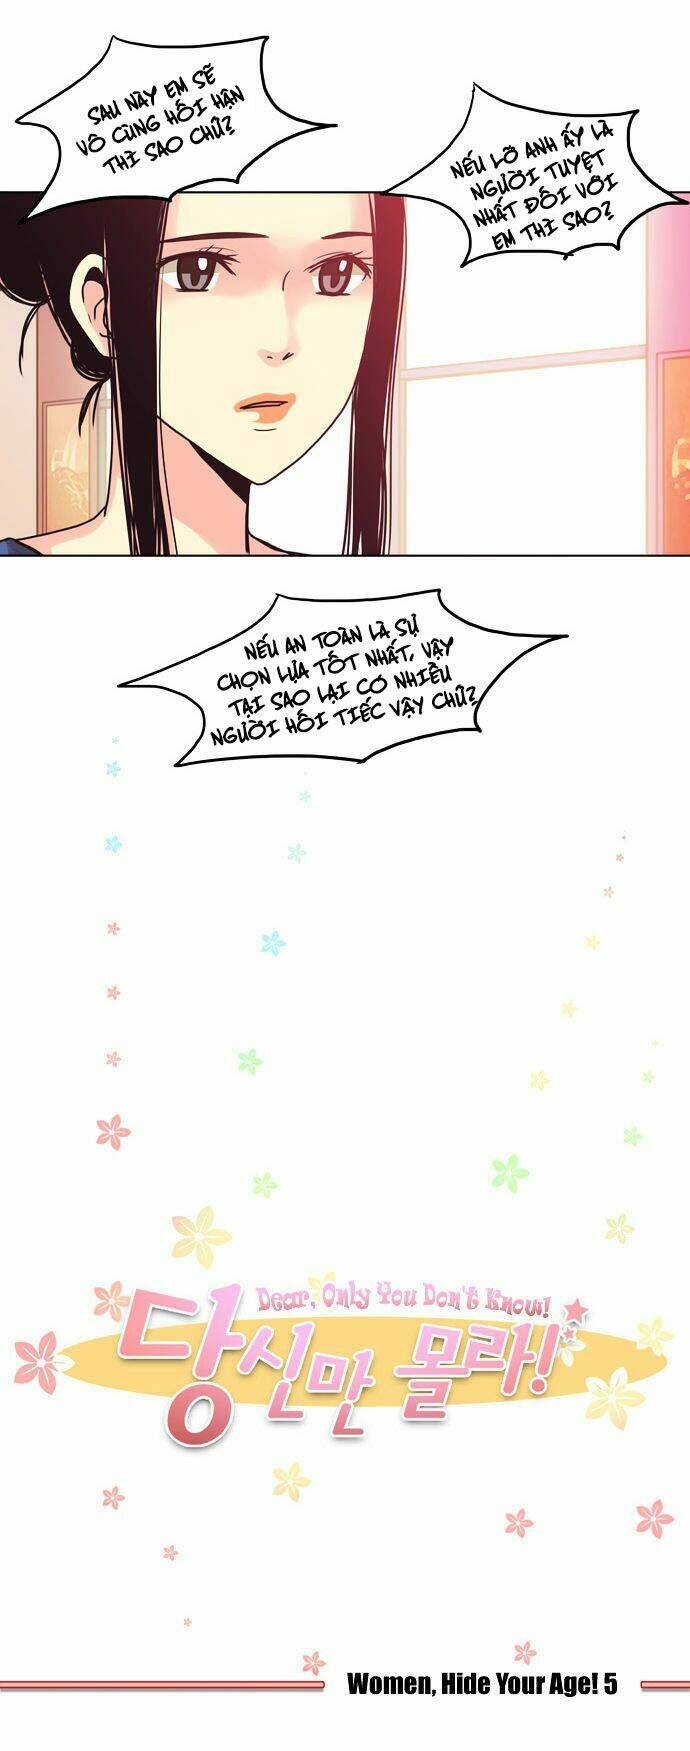 SAU NÀY EM SẼ
VÔ CÙNG HỐI HẬN
THÌ SAO CHỨ?
NẾU LỠ ANH ẤY LÀ
NGƯỜI TUYỆT
NHẤT ĐỐI VỚI
EM THÌ SAO?
NẾU AN TOÀN LÀ SỰ
CHỌN LỰA TỐT NHẤT, VẬY
TẠI SAO LẠI CÓ NHIỀU
NGƯỜI HỐI TIẾC VẬY CHỨ?
Dear, Only You Don't Know!
당신만 몰라!
Women, Hide Your Age! 5